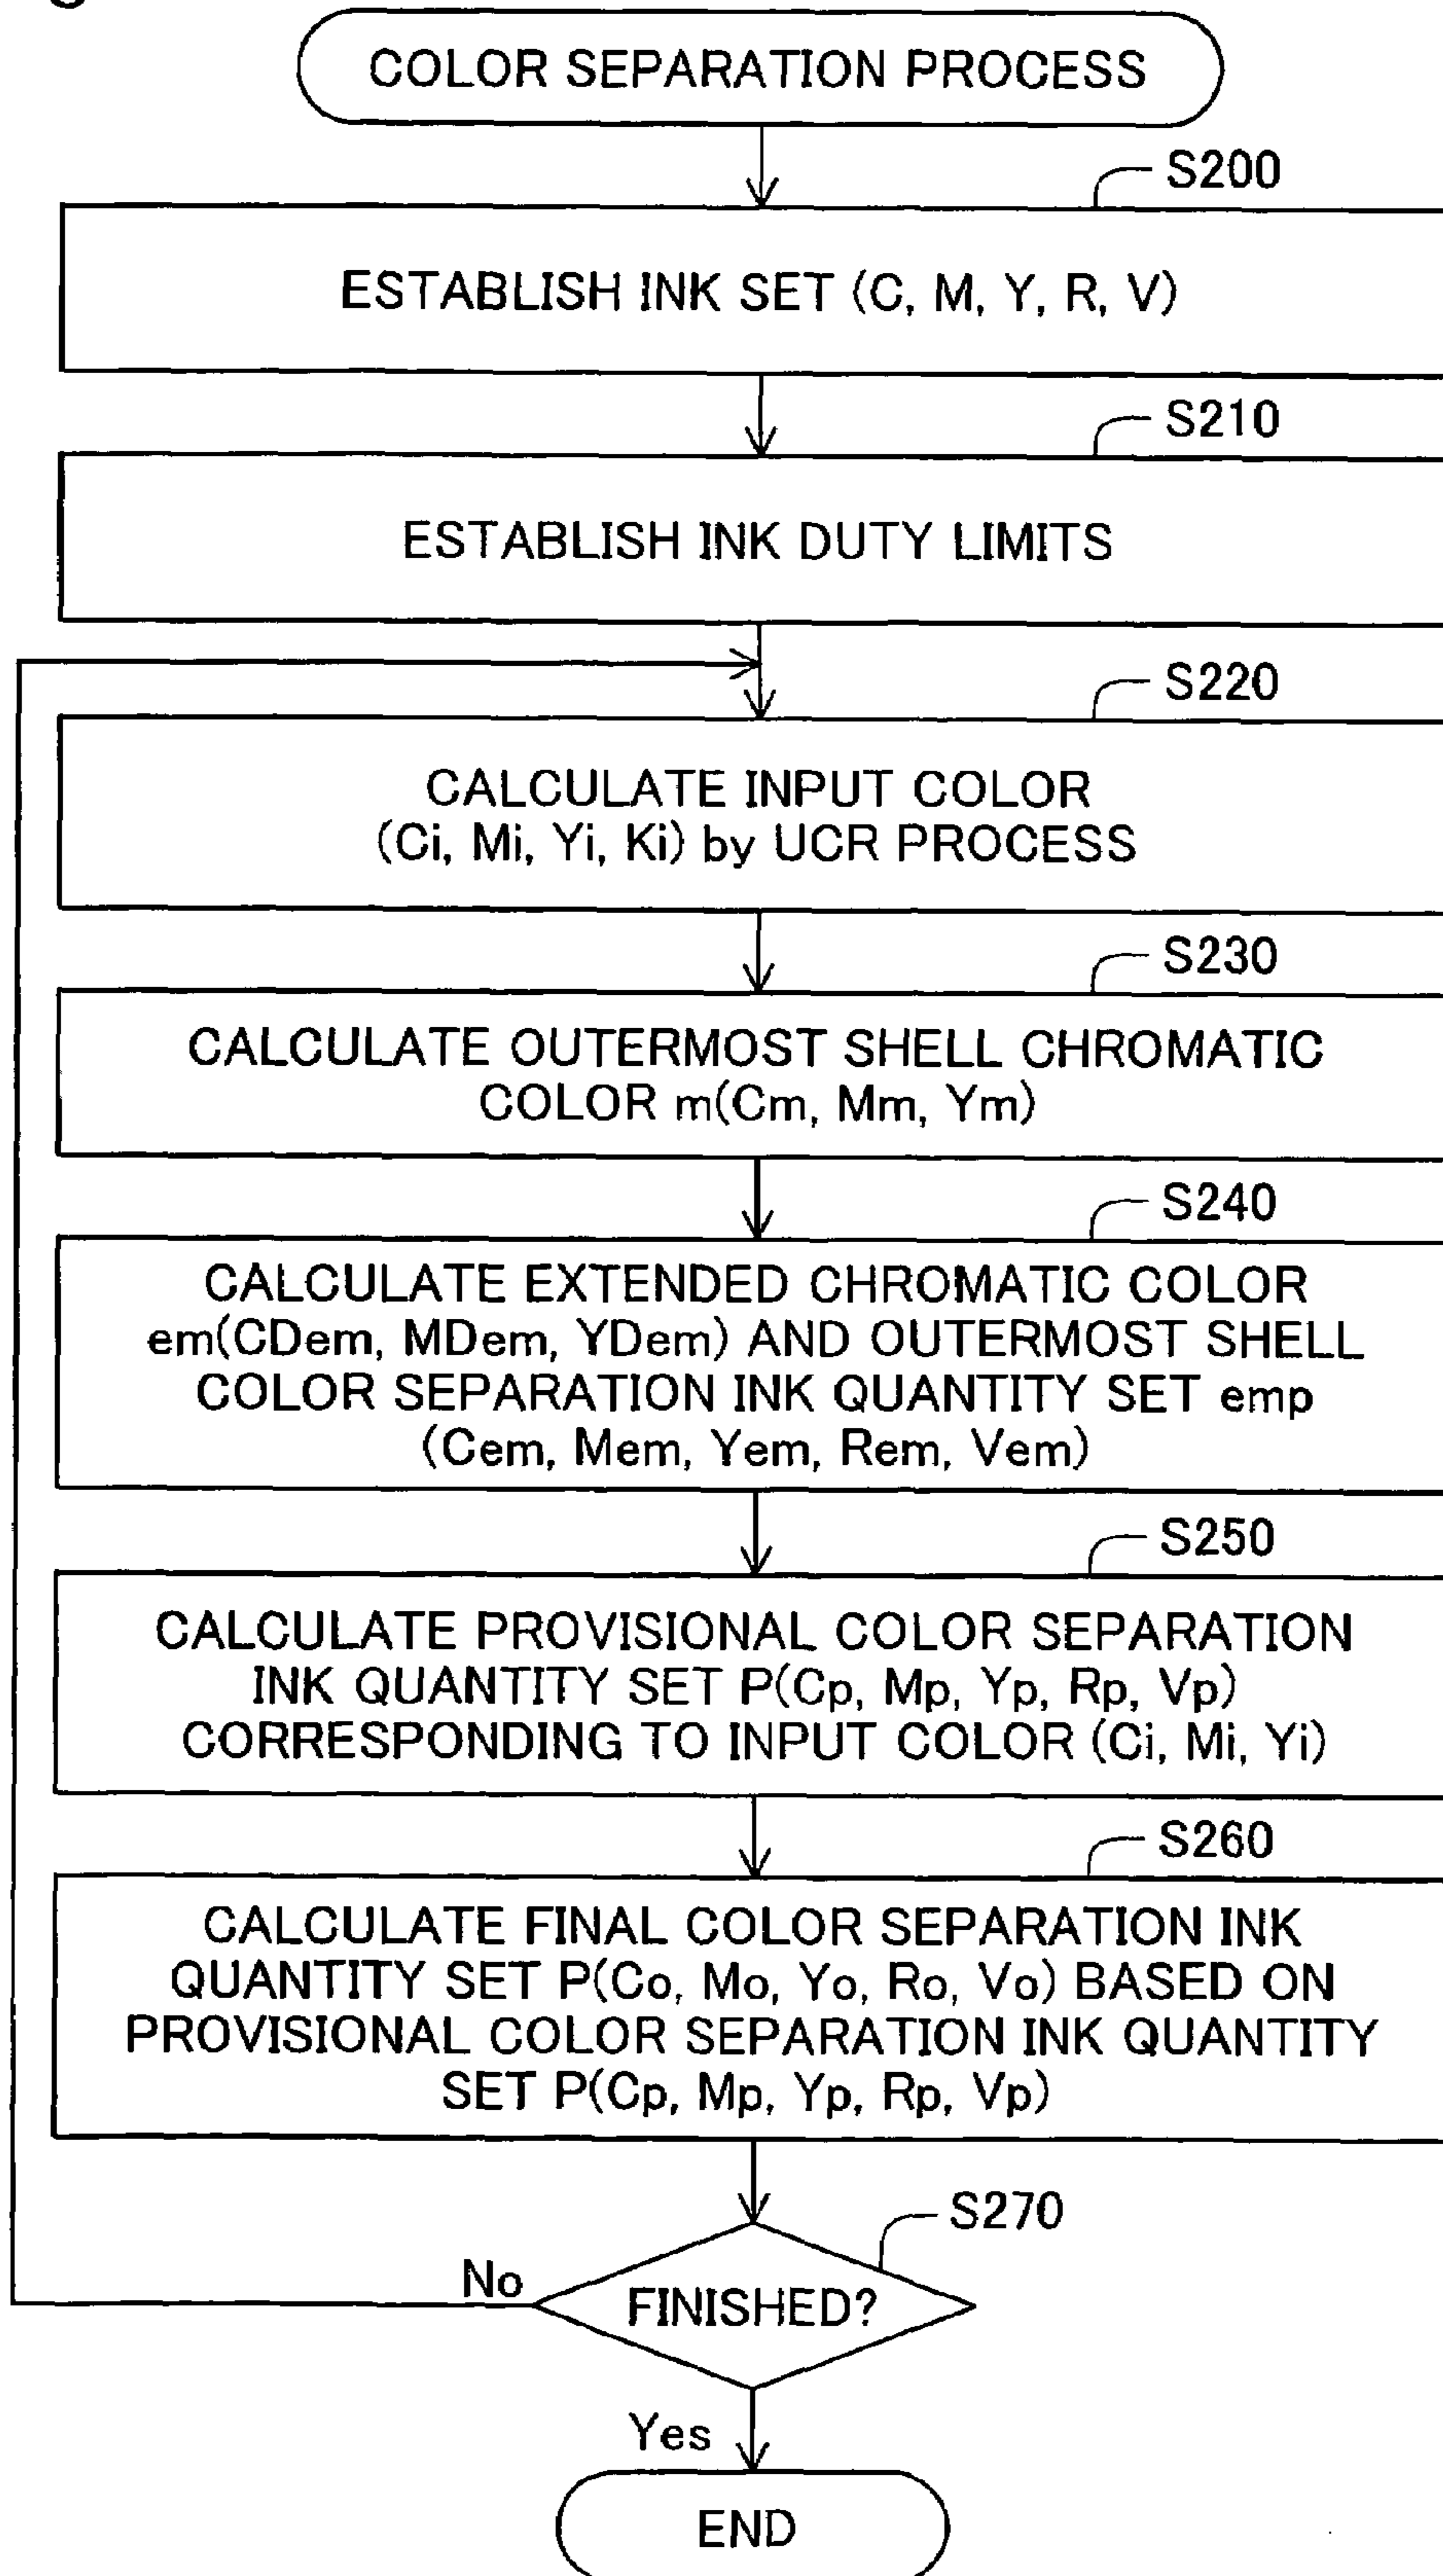 COLOR SEPARATION PROCESS
S200
ESTABLISH INK SET (C, M, Y, R, V)
S210
ESTABLISH INK DUTY LIMITS
S220
CALCULATE INPUT COLOR
(Ci, Mi, Yi, Ki) by UCR PROCESS
S230
CALCULATE OUTERMOST SHELL CHROMATIC
COLOR m(Cm, Mm, Ym)
S240
CALCULATE EXTENDED CHROMATIC COLOR
em(CDem, MDem, YDem) AND OUTERMOST SHELL
COLOR SEPARATION INK QUANTITY SET emp
(Cem, Mem, Yem, Rem, Vem)
S250
CALCULATE PROVISIONAL COLOR SEPARATION
INK QUANTITY SET P(Cp, Mp, Yp, Rp, Vp)
CORRESPONDING TO INPUT COLOR (Ci, Mi, Yi)
S260
CALCULATE FINAL COLOR SEPARATION INK
QUANTITY SET P(Co, Mo, Yo, Ro, Vo) BASED ON
PROVISIONAL COLOR SEPARATION INK QUANTITY
SET P(Cp, Mp, Yp, Rp, Vp)
S270
No
FINISHED?
Yes
END